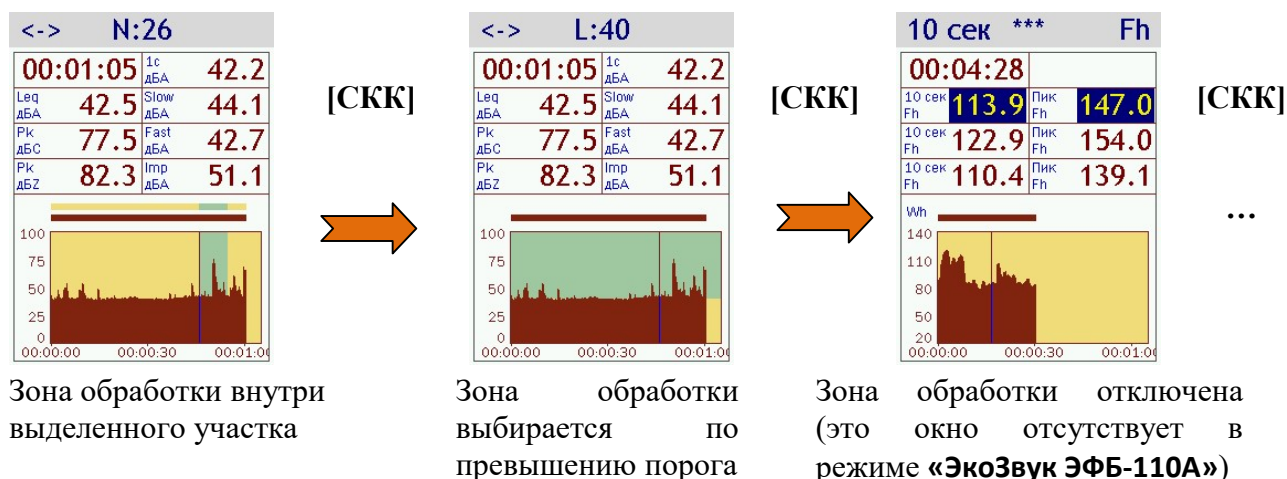 <-> N:26
00:01:05 1с дБА 42.2
Leq дБА 42.5 Slow дБА 44.1
Pk дБС 77.5 Fast дБА 42.7
Pk дБZ 82.3 Imp дБА 51.1
100
75
50
25
0
00:00:00 00:00:30 00:01:0
Зона обработки внутри
выделенного участка
[СКК]
<-> L:40
00:01:05 1с дБА 42.2
Leq дБА 42.5 Slow дБА 44.1
Pk дБС 77.5 Fast дБА 42.7
Pk дБZ 82.3 Imp дБА 51.1
100
75
50
25
0
00:00:00 00:00:30 00:01:0
Зона обработки
выбирается по
превышению порога
[СКК]
10 сек *** Fh
00:04:28
10 сек Fh 113.9 Пик Fh 147.0
10 сек Fh 122.9 Пик Fh 154.0
10 сек Fh 110.4 Пик Fh 139.1
Wh
140
110
80
50
20
00:00:00 00:00:30 00:01:0
Зона обработки отключена
(это окно отсутствует в
режиме «ЭкоЗвук ЭФБ-110А»)
[СКК]
...